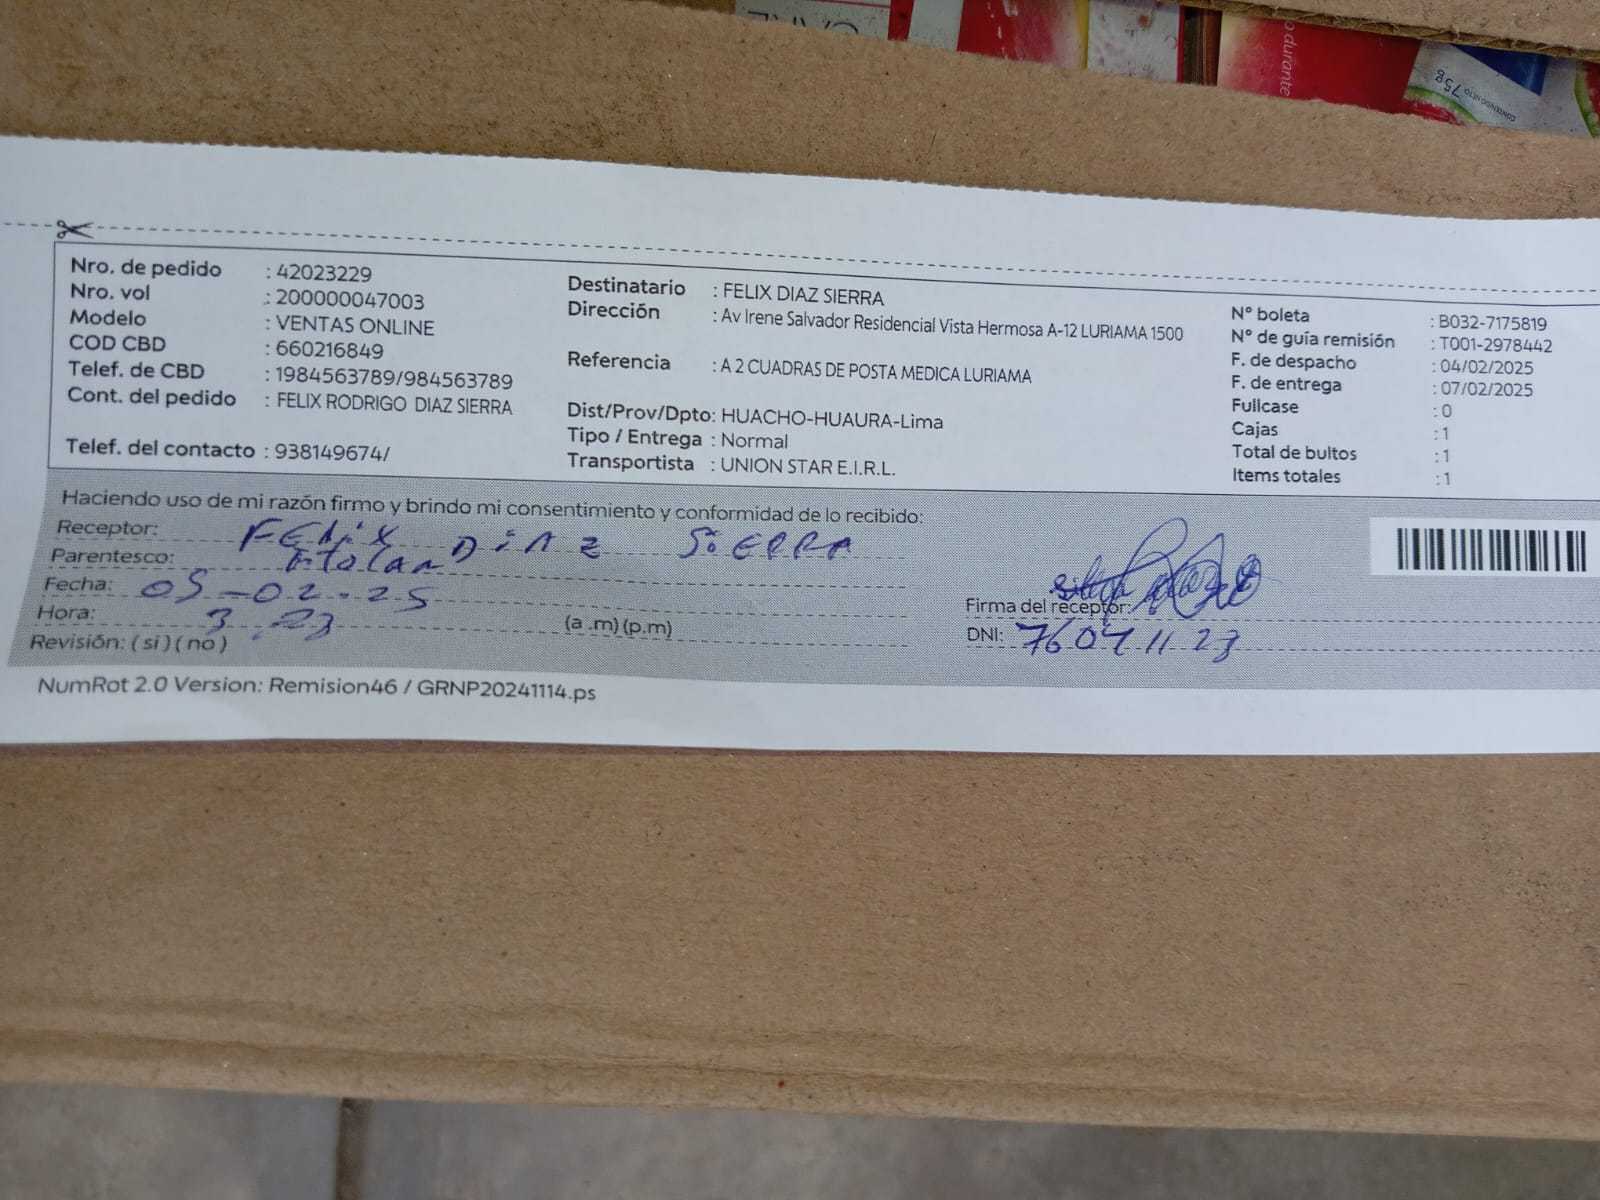 o durante
CONTENIDO NETO 75g
Nro. de pedido : 42023229
Nro. vol : 200000047003
Modelo : VENTAS ONLINE
COD CBD : 660216849
Telef. de CBD : 1984563789/984563789
Cont. del pedido : FELIX RODRIGO DIAZ SIERRA
Telef. del contacto : 938149674/
Destinatario : FELIX DIAZ SIERRA
Dirección : Av Irene Salvador Residencial Vista Hermosa A-12 LURIAMA 1500
Referencia : A 2 CUADRAS DE POSTA MEDICA LURIAMA
Dist/Prov/Dpto: HUACHO-HUAURA-Lima
Tipo / Entrega : Normal
Transportista : UNION STAR E.I.R.L.
N° boleta : B032-7175819
N° de guía remisión : T001-2978442
F. de despacho : 04/02/2025
F. de entrega : 07/02/2025
Fullcase : 0
Cajas : 1
Total de bultos : 1
Items totales : 1
Haciendo uso de mi razón firmo y brindo mi consentimiento y conformidad de lo recibido:
Receptor: FELIX DIAZ SIERRA
Parentesco: titular
Fecha: 05-02-25
Hora: 3:23 (a .m) (p.m)
Revisión: ( si ) ( no )
Firma del receptor:
DNI: 76041123
NumRot 2.0 Version: Remision46 / GRNP20241114.ps